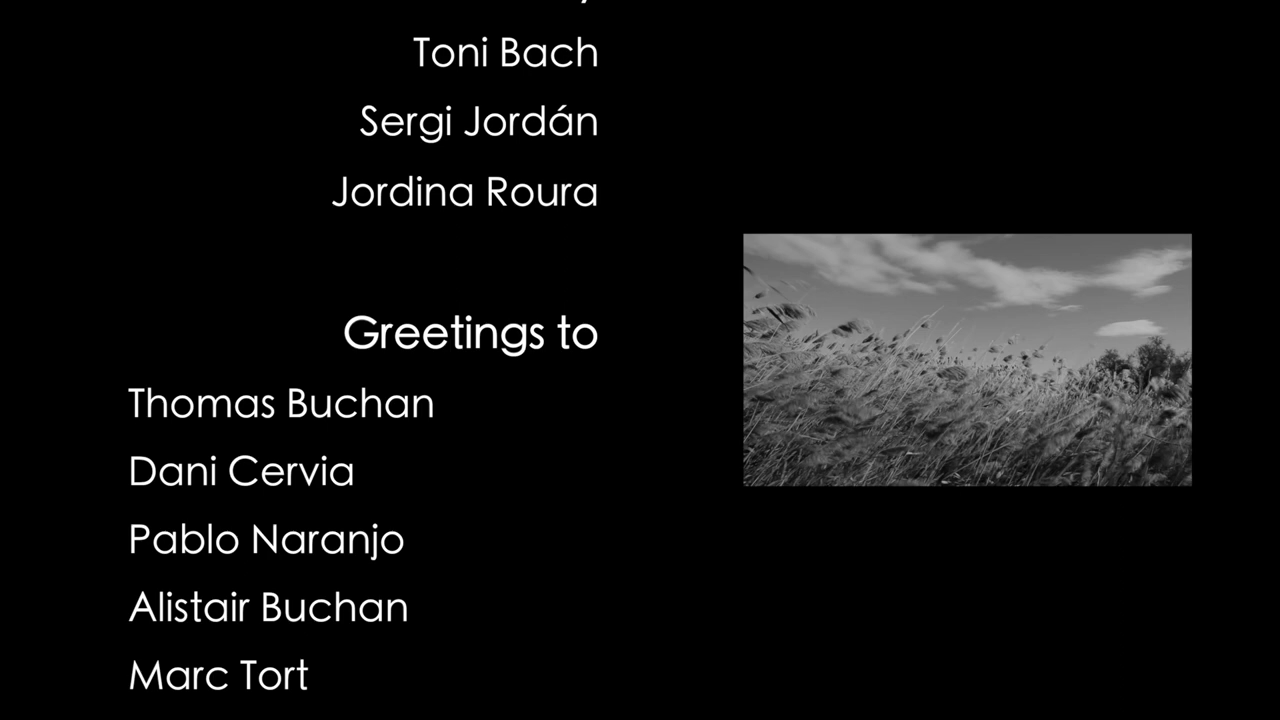 Toni Bach
Sergi Jordán
Jordina Roura
Greetings to
Thomas Buchan
Dani Cervia
Pablo Naranjo
Alistair Buchan
Marc Tort